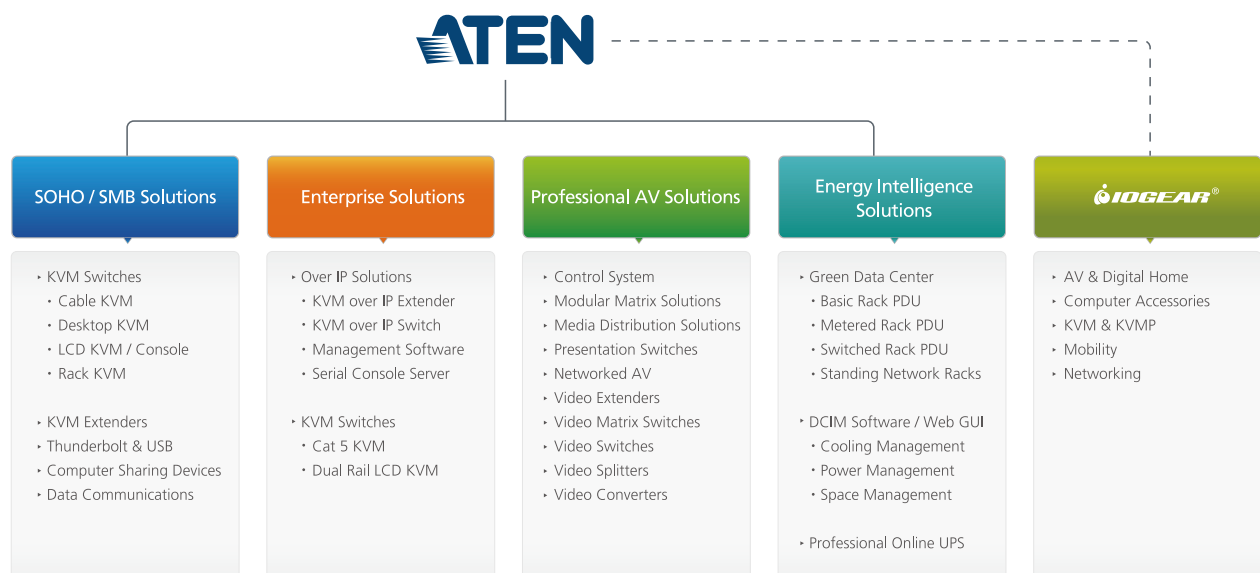 ATEN
SOHO / SMB Solutions
KVM Switches
Cable KVM
Desktop KVM
LCD KVM / Console
Rack KVM
KVM Extenders
Thunderbolt & USB
Computer Sharing Devices
Data Communications
Enterprise Solutions
Over IP Solutions
KVM over IP Extender
KVM over IP Switch
Management Software
Serial Console Server
KVM Switches
Cat 5 KVM
Dual Rail LCD KVM
Professional AV Solutions
Control System
Modular Matrix Solutions
Media Distribution Solutions
Presentation Switches
Networked AV
Video Extenders
Video Matrix Switches
Video Switches
Video Splitters
Video Converters
Energy Intelligence
Solutions
Green Data Center
Basic Rack PDU
Metered Rack PDU
Switched Rack PDU
Standing Network Racks
DCIM Software / Web GUI
Cooling Management
Power Management
Space Management
Professional Online UPS
IOGEAR®
AV & Digital Home
Computer Accessories
KVM & KVMP
Mobility
Networking